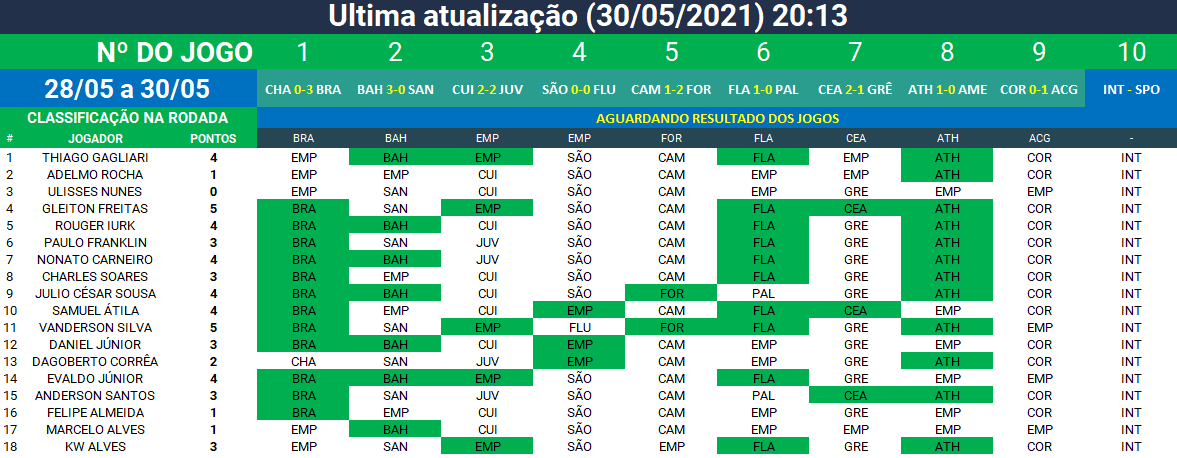 Ultima atualização (30/05/2021) 20:13
Nº DO JOGO 1 2 3 4 5 6 7 8 9 10
28/05 a 30/05 CHA 0-3 BRA BAH 3-0 SAN CUI 2-2 JUV SÃO 0-0 FLU CAM 1-2 FOR FLA 1-0 PAL CEA 2-1 GRÊ ATH 1-0 AME COR 0-1 ACG INT - SPO
CLASSIFICAÇÃO NA RODADA AGUARDANDO RESULTADO DOS JOGOS
# JOGADOR PONTOS BRA BAH EMP EMP FOR FLA CEA ATH ACG -
1 THIAGO GAGLIARI 4 EMP BAH EMP SÃO CAM FLA EMP ATH COR INT
2 ADELMO ROCHA 1 EMP EMP CUI SÃO CAM EMP EMP ATH COR INT
3 ULISSES NUNES 0 EMP SAN CUI SÃO CAM EMP GRE EMP EMP INT
4 GLEITON FREITAS 5 BRA SAN EMP SÃO CAM FLA CEA ATH COR INT
5 ROUGER IURK 4 BRA BAH CUI SÃO CAM FLA GRE ATH COR INT
6 PAULO FRANKLIN 3 BRA SAN JUV SÃO CAM FLA GRE ATH COR INT
7 NONATO CARNEIRO 4 BRA BAH JUV SÃO CAM FLA GRE ATH COR INT
8 CHARLES SOARES 3 BRA EMP CUI SÃO CAM FLA GRE ATH COR INT
9 JULIO CÉSAR SOUSA 4 BRA BAH CUI SÃO FOR PAL GRE ATH COR INT
10 SAMUEL ÁTILA 4 BRA EMP CUI EMP CAM FLA CEA EMP COR INT
11 VANDERSON SILVA 5 BRA SAN EMP FLU FOR FLA GRE ATH EMP INT
12 DANIEL JÚNIOR 3 BRA BAH CUI EMP CAM EMP GRE EMP COR INT
13 DAGOBERTO CORRÊA 2 CHA SAN JUV EMP CAM EMP GRE ATH COR INT
14 EVALDO JÚNIOR 4 BRA BAH EMP SÃO CAM FLA GRE EMP EMP INT
15 ANDERSON SANTOS 3 BRA SAN JUV SÃO CAM PAL CEA ATH COR INT
16 FELIPE ALMEIDA 1 BRA EMP CUI SÃO CAM EMP GRE EMP COR INT
17 MARCELO ALVES 1 EMP BAH CUI SÃO CAM EMP GRE EMP COR INT
18 KW ALVES 3 EMP SAN EMP SÃO EMP FLA GRE ATH COR INT